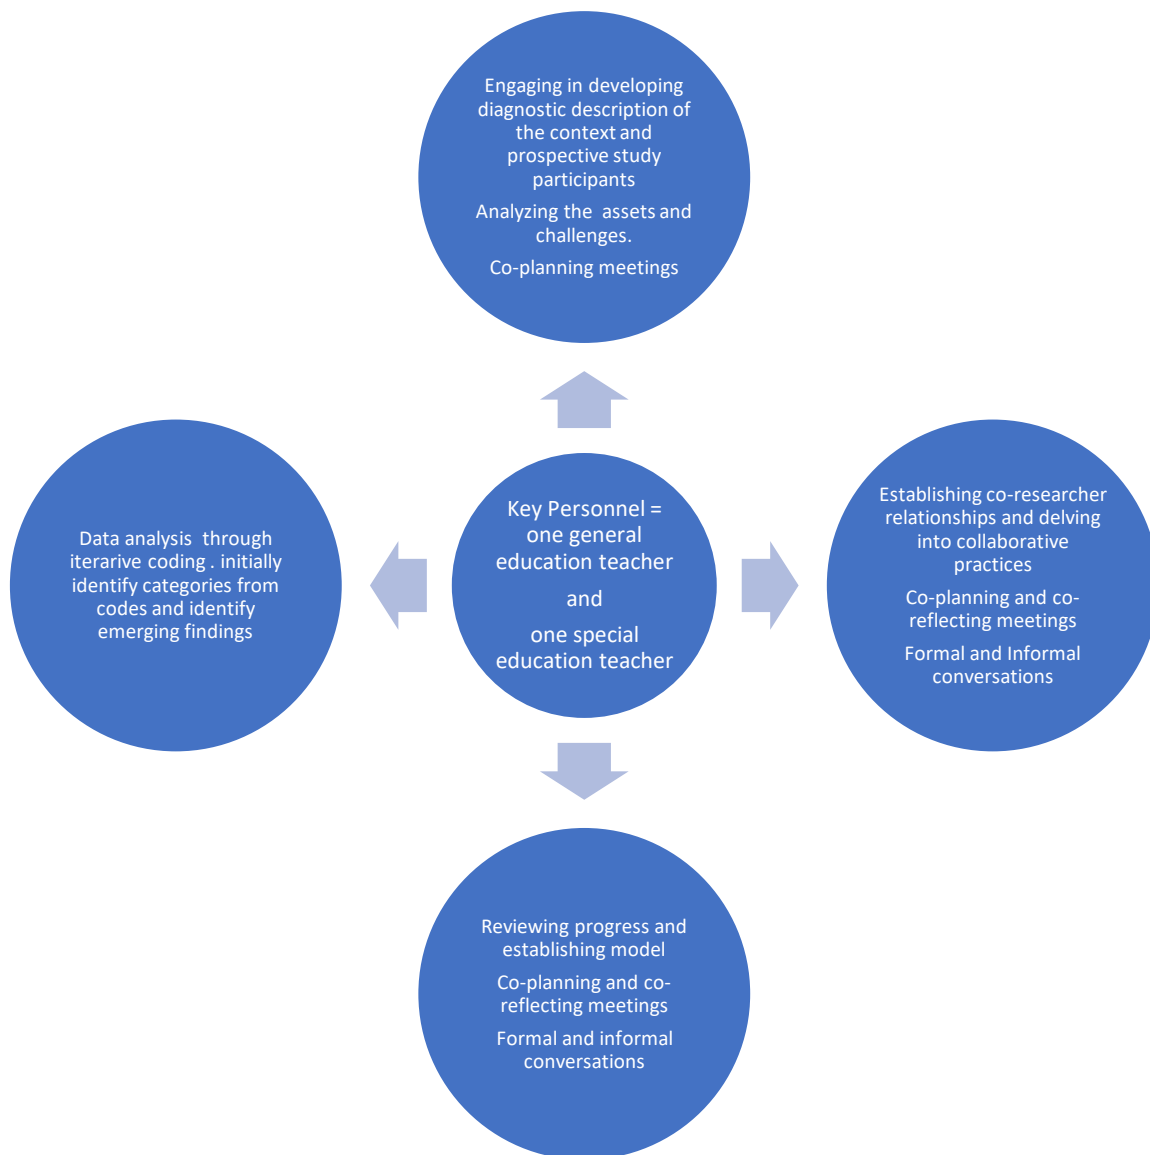 Engaging in developing
diagnostic description of
the context and
prospective study
participants
Analyzing the  assets and
challenges.
Co-planning meetings
Data analysis  through
iterarive coding . initially
identify categories from
codes and identify
emerging findings
Key Personnel =
one general
education teacher
and
one special
education teacher
Establishing co-researcher
relationships and delving
into collaborative
practices
Co-planning and co-
reflecting meetings
Formal and Informal
conversations
Reviewing progress and
establishing model
Co-planning and co-
reflecting meetings
Formal and informal
conversations